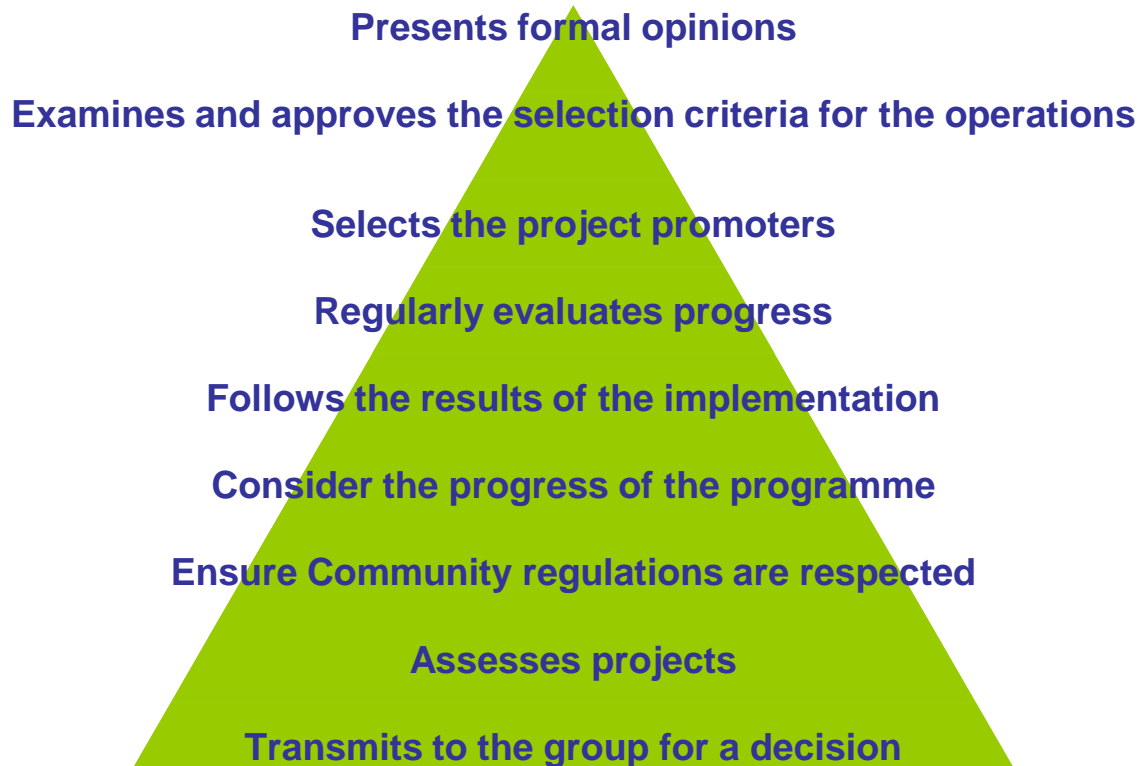 Presents formal opinions
Examines and approves the selection criteria for the operations
Selects the project promoters
Regularly evaluates progress
Follows the results of the implementation
Consider the progress of the programme
Ensure Community regulations are respected
Assesses projects
Transmits to the group for a decision